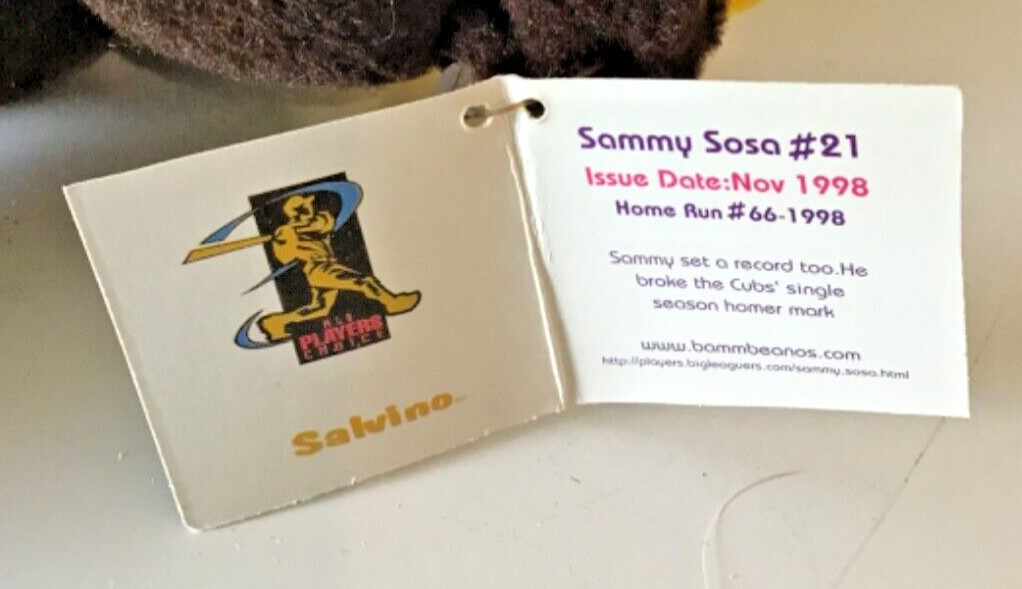 MLB
PLAYERS
CHOICE
Salvino
Sammy Sosa #21
Issue Date:Nov 1998
Home Run #66-1998
Sammy set a record too.He
broke the Cubs' single
season homer mark
www.bammbeanos.com
http://players.bigleaguers.com/sammy.sosa.html